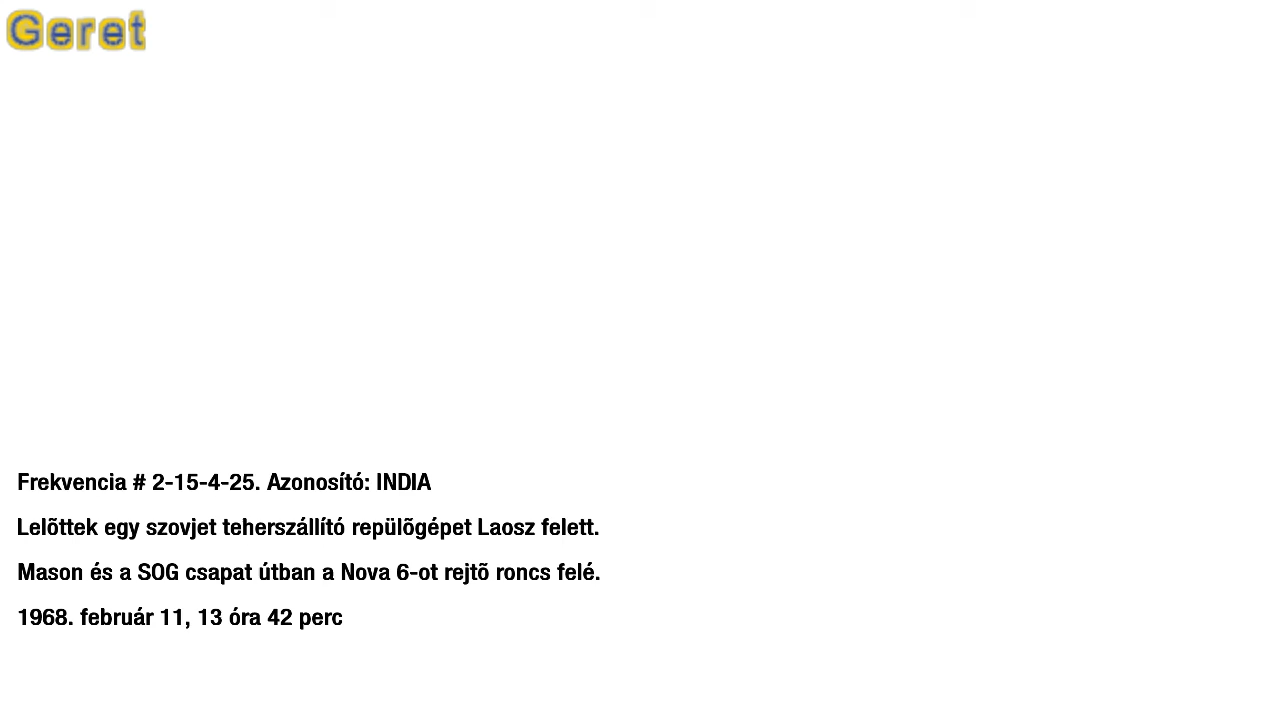 Geret
Frekvencia # 2-15-4-25. Azonosító: INDIA
Lelõttek egy szovjet teherszállító repülõgépet Laosz felett.
Mason és a SOG csapat útban a Nova 6-ot rejtõ roncs felé.
1968. február 11, 13 óra 42 perc